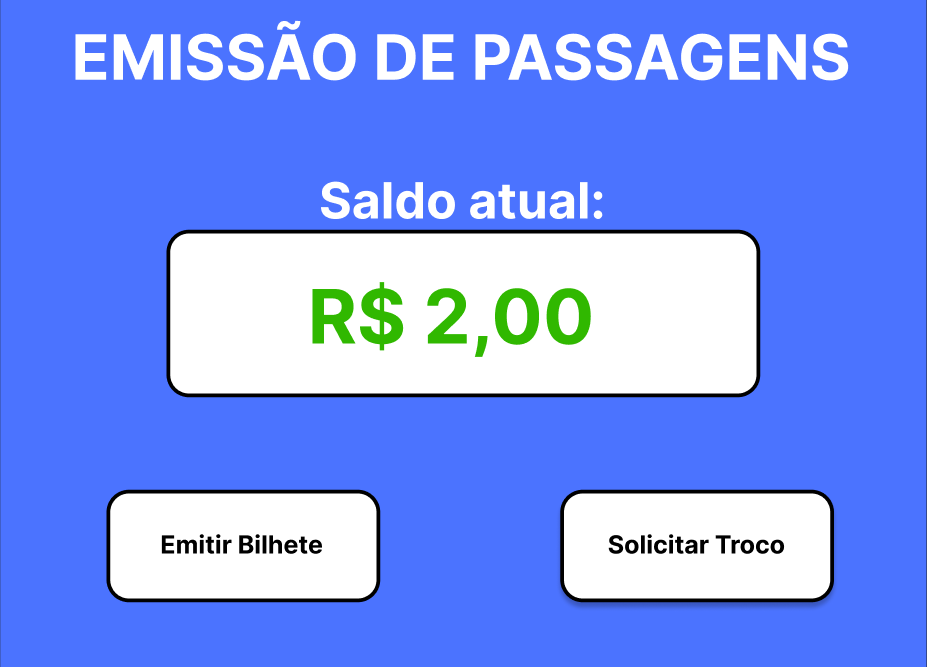 EMISSÃO DE PASSAGENS
Saldo atual:
R$ 2,00
Emitir Bilhete
Solicitar Troco